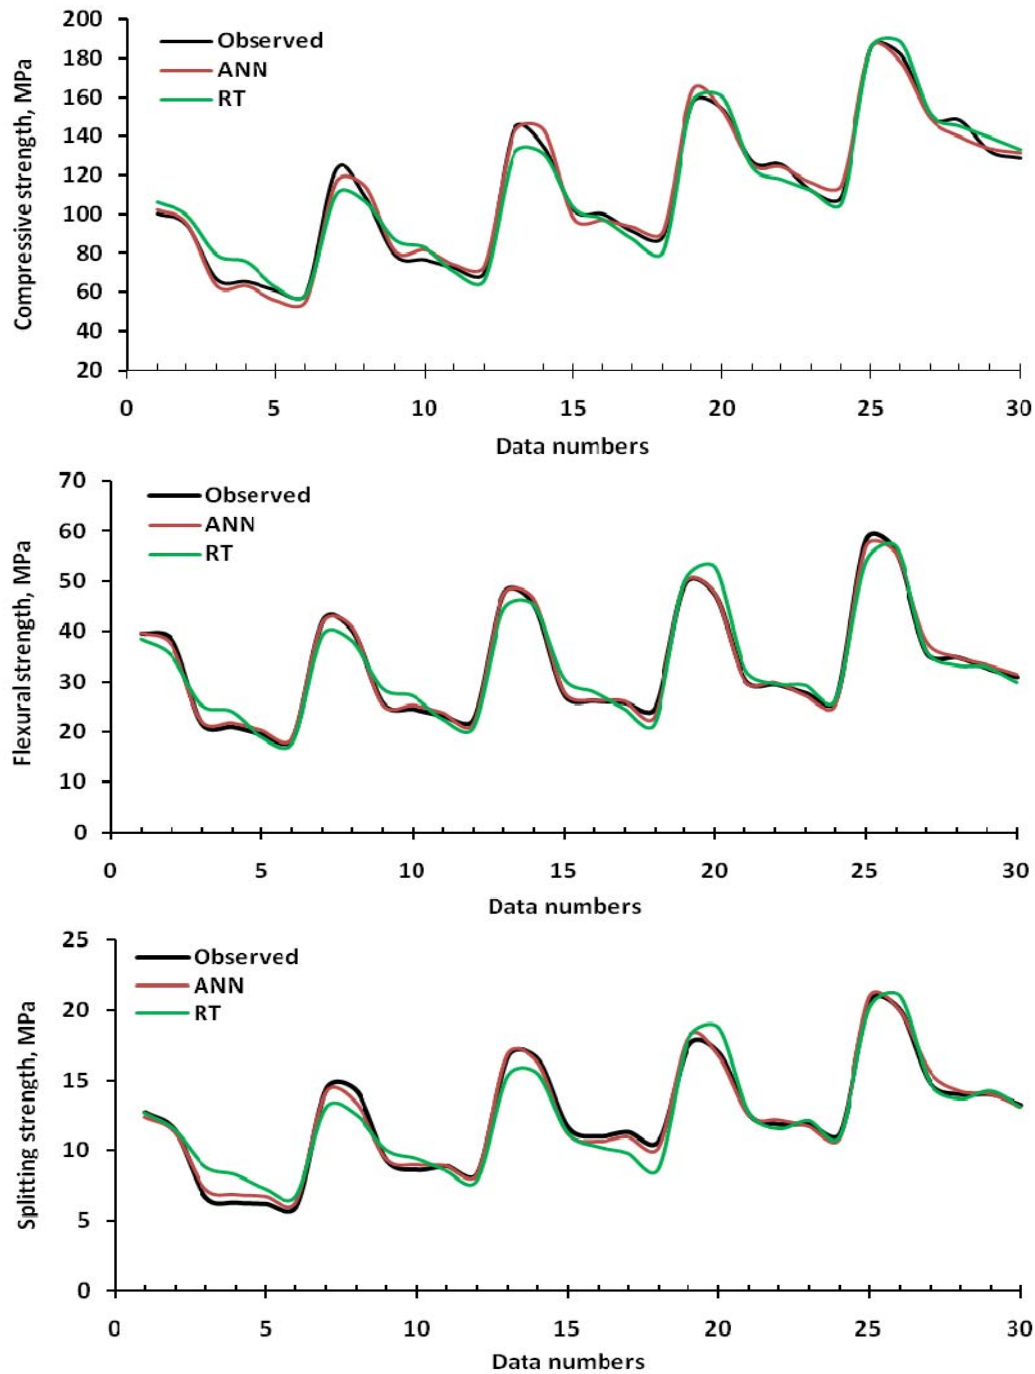 Compressive strength, MPa
200
180
160
140
120
100
80
60
40
20
Observed
ANN
RT
0 5 10 15 20 25 30
Data numbers
Flexural strength, MPa
70
60
50
40
30
20
10
0
Observed
ANN
RT
0 5 10 15 20 25 30
Data numbers
Splitting strength, MPa
25
20
15
10
5
0
Observed
ANN
RT
0 5 10 15 20 25 30
Data numbers